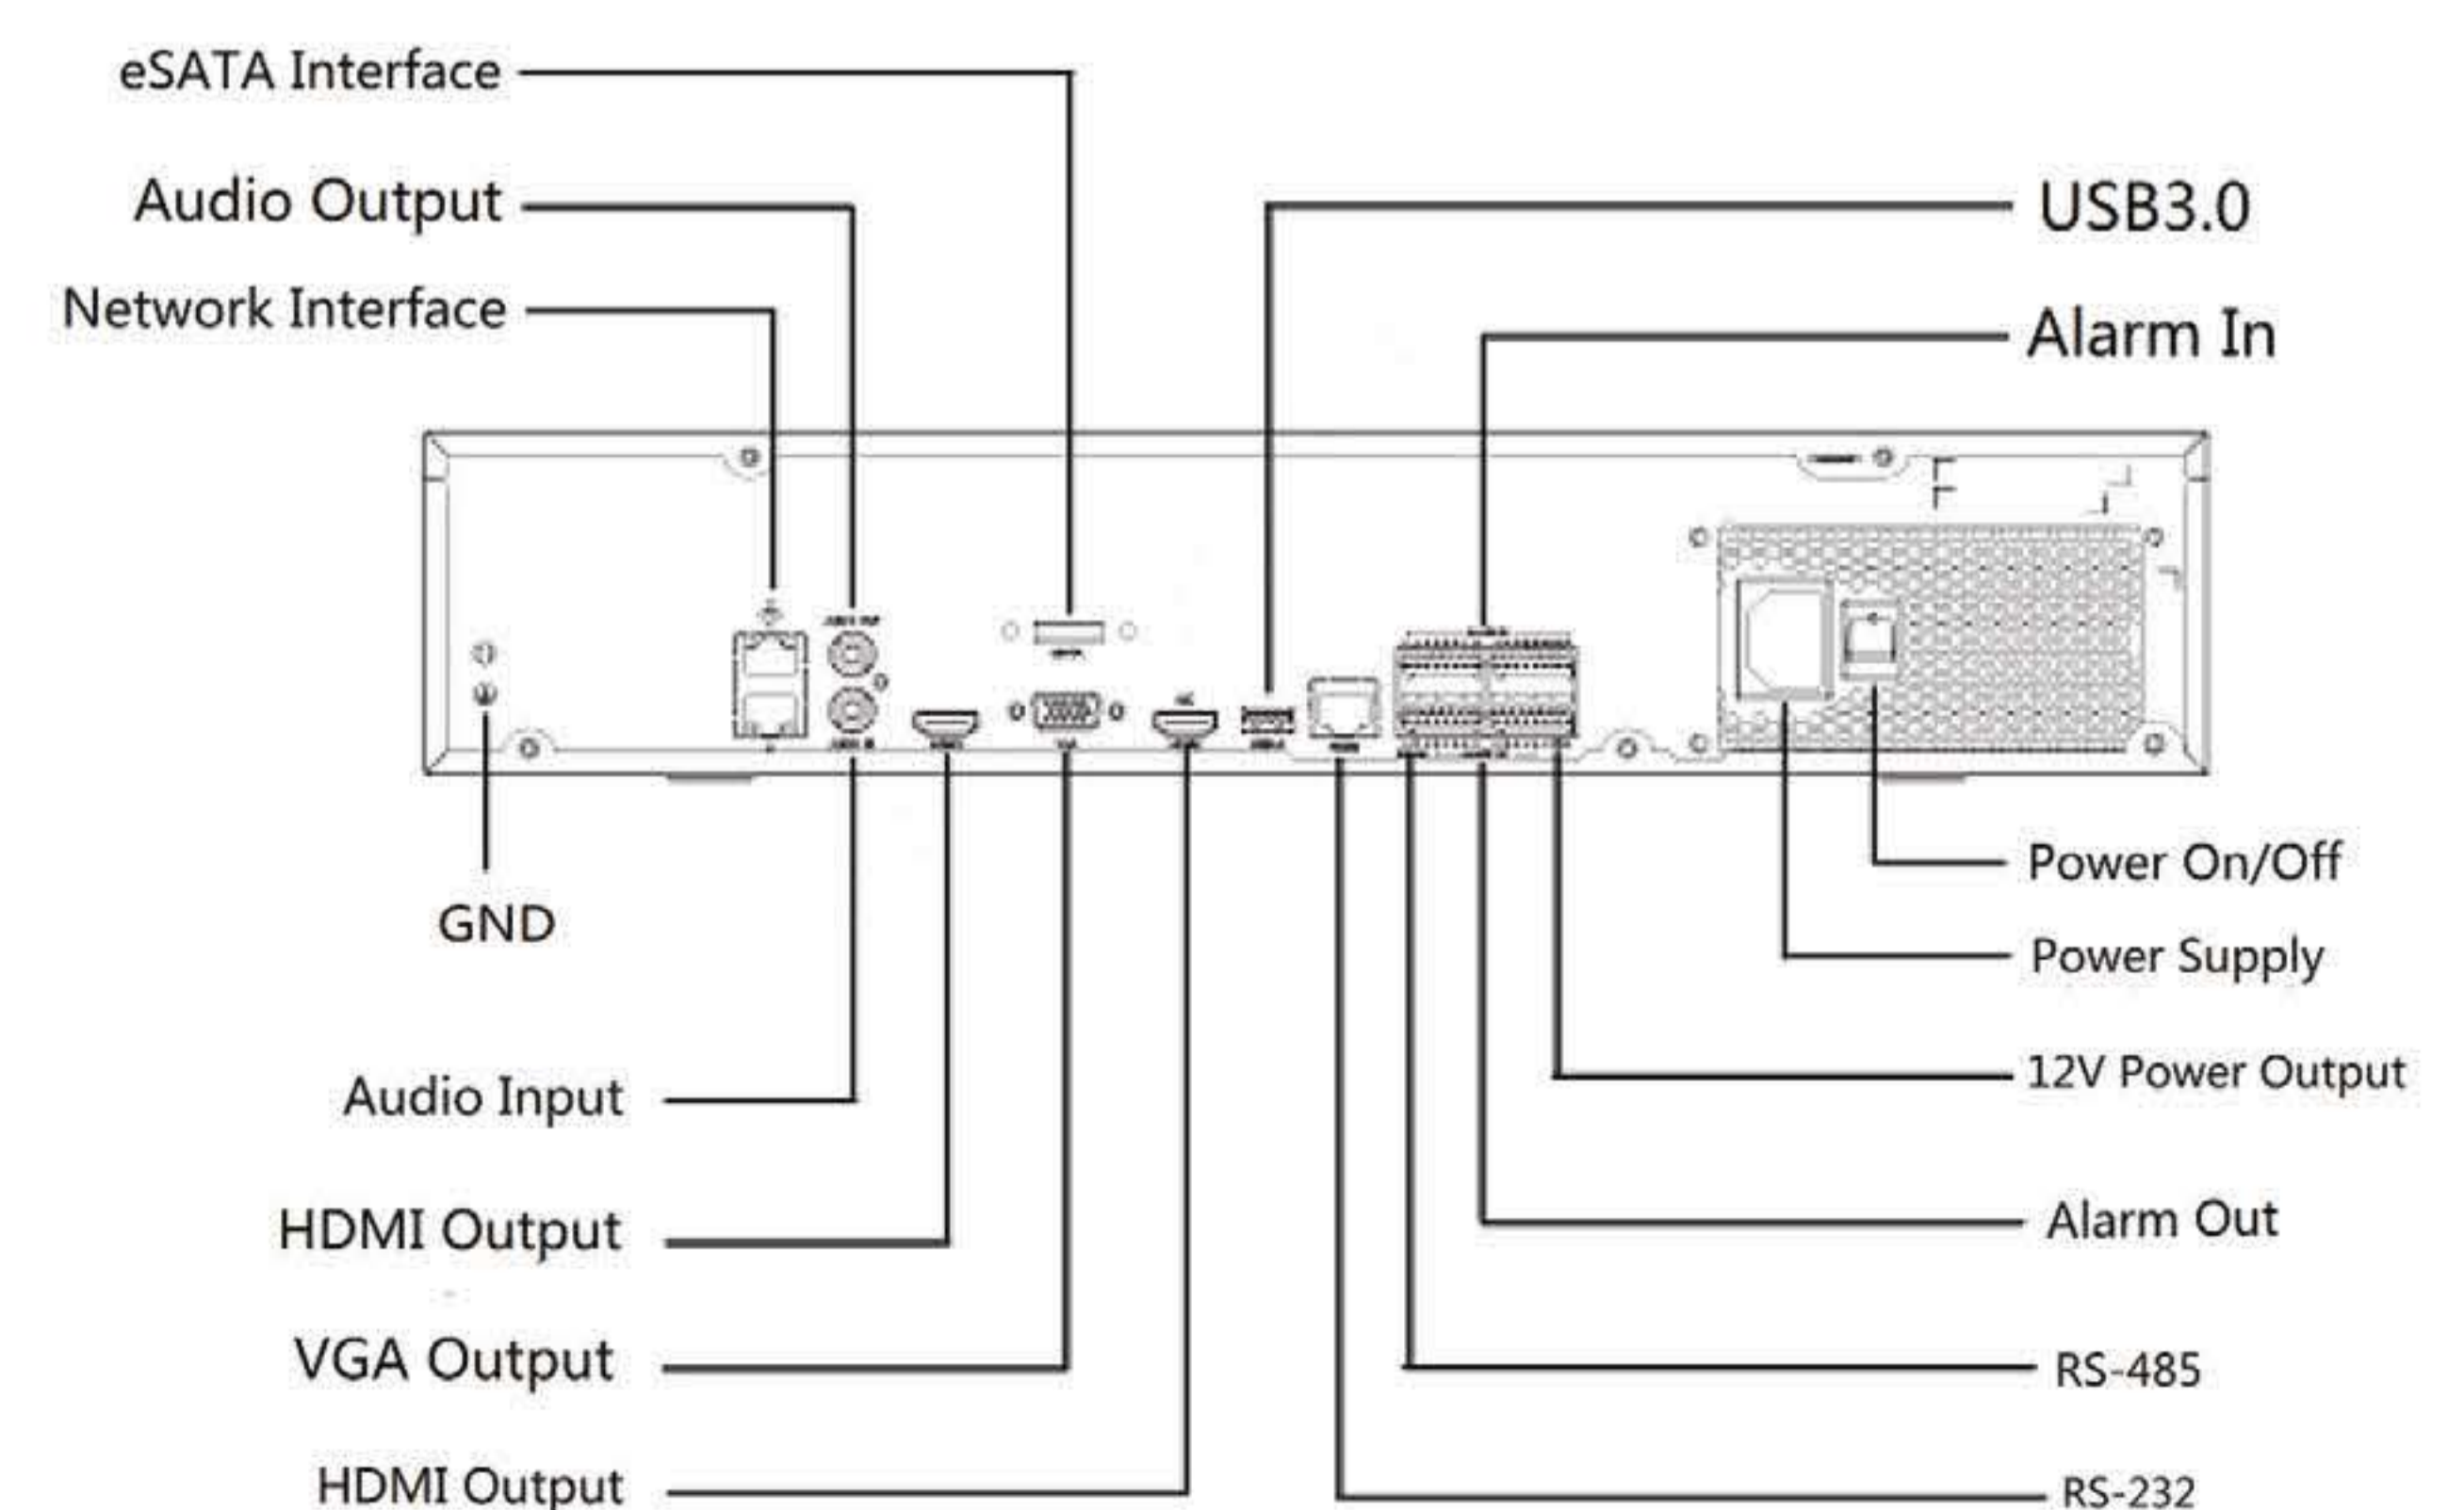 eSATA Interface
Audio Output
Network Interface
USB3.0
Alarm In
GND
Audio Input
HDMI Output
VGA Output
HDMI Output
Power On/Off
Power Supply
12V Power Output
Alarm Out
RS-485
RS-232